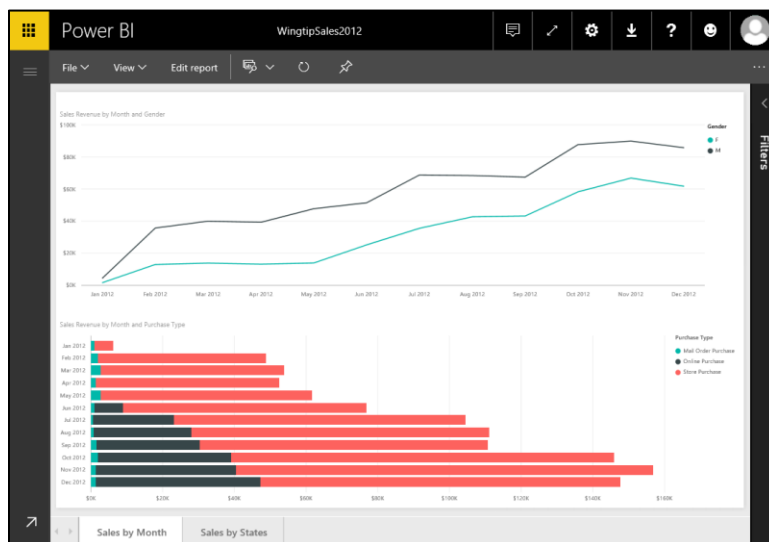 Power BI
WingtipSales2012
File
View
Edit report
Filters
Sales Revenue by Month and Gender
$100K
$80K
$60K
$40K
$20K
$0K
Jan 2012 Feb 2012 Mar 2012 Apr 2012 May 2012 Jun 2012 Jul 2012 Aug 2012 Sep 2012 Oct 2012 Nov 2012 Dec 2012
Gender
F
M
Sales Revenue by Month and Purchase Type
Jan 2012
Feb 2012
Mar 2012
Apr 2012
May 2012
Jun 2012
Jul 2012
Aug 2012
Sep 2012
Oct 2012
Nov 2012
Dec 2012
$0K $20K $40K $60K $80K $100K $120K $140K $160K
Purchase Type
Mail Order Purchase
Online Purchase
Store Purchase
Sales by Month
Sales by States